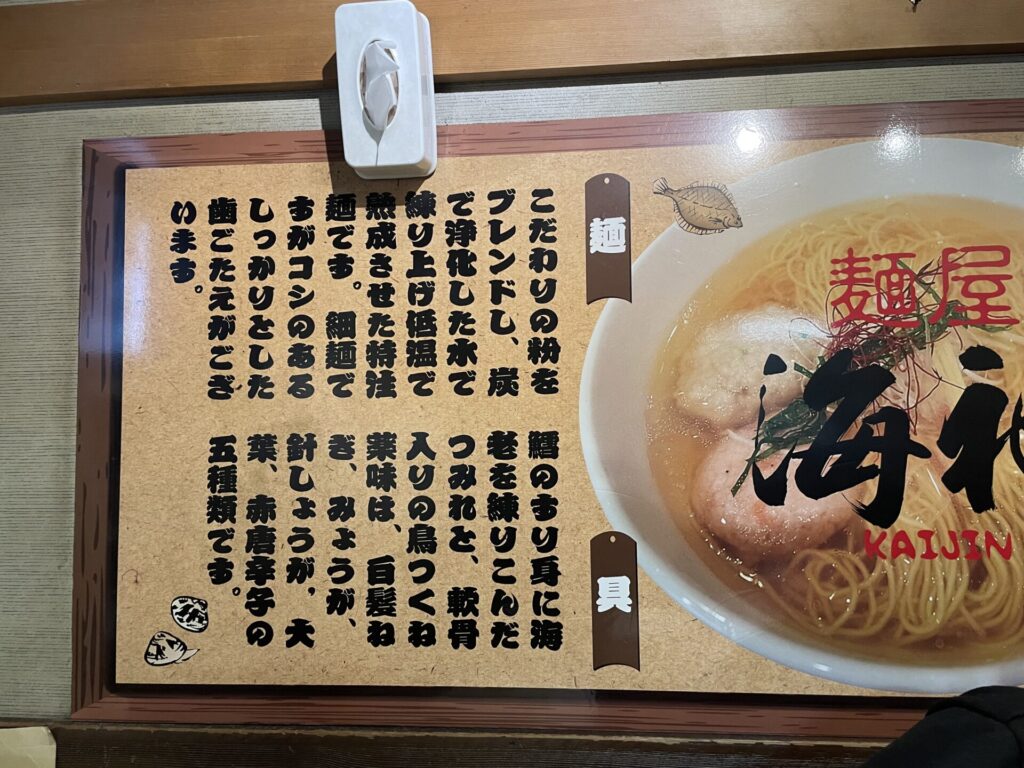 麺屋
海
KAIJIN
麺
こだわりの粉を
ブレンドし、炭
で浄化した水で
練り上げ低温で
熟成させた特注
麺です。細麺で
すがコシのある
しっかりとした
歯ごたえがござ
います。
具
鱈のすり身に海
老を練りこんだ
つみれと、軟骨
入りの鳥つくね
薬味は、白髪ね
ぎ、みょうが、
針しょうが、大
葉、赤唐辛子の
五種類です。